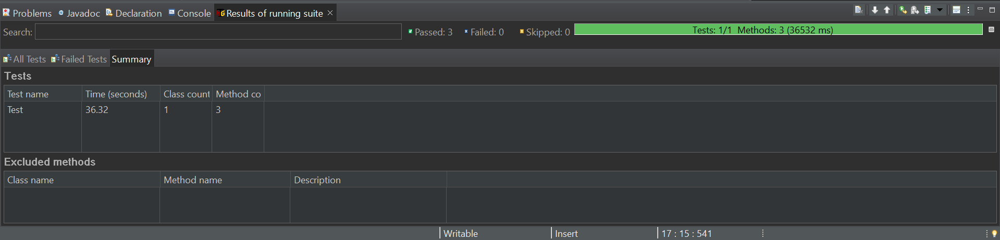 Problems @ Javadoc Declaration Console Results of running suite
Search: Passed: 3 Failed: 0 Skipped: 0 Tests: 1/1 Methods: 3 (36532 ms)
All Tests Failed Tests Summary
Tests
Test name Time (seconds) Class count Method co
Test 36.32 1 3
Excluded methods
Class name Method name Description
Writable Insert 17 : 15 : 541